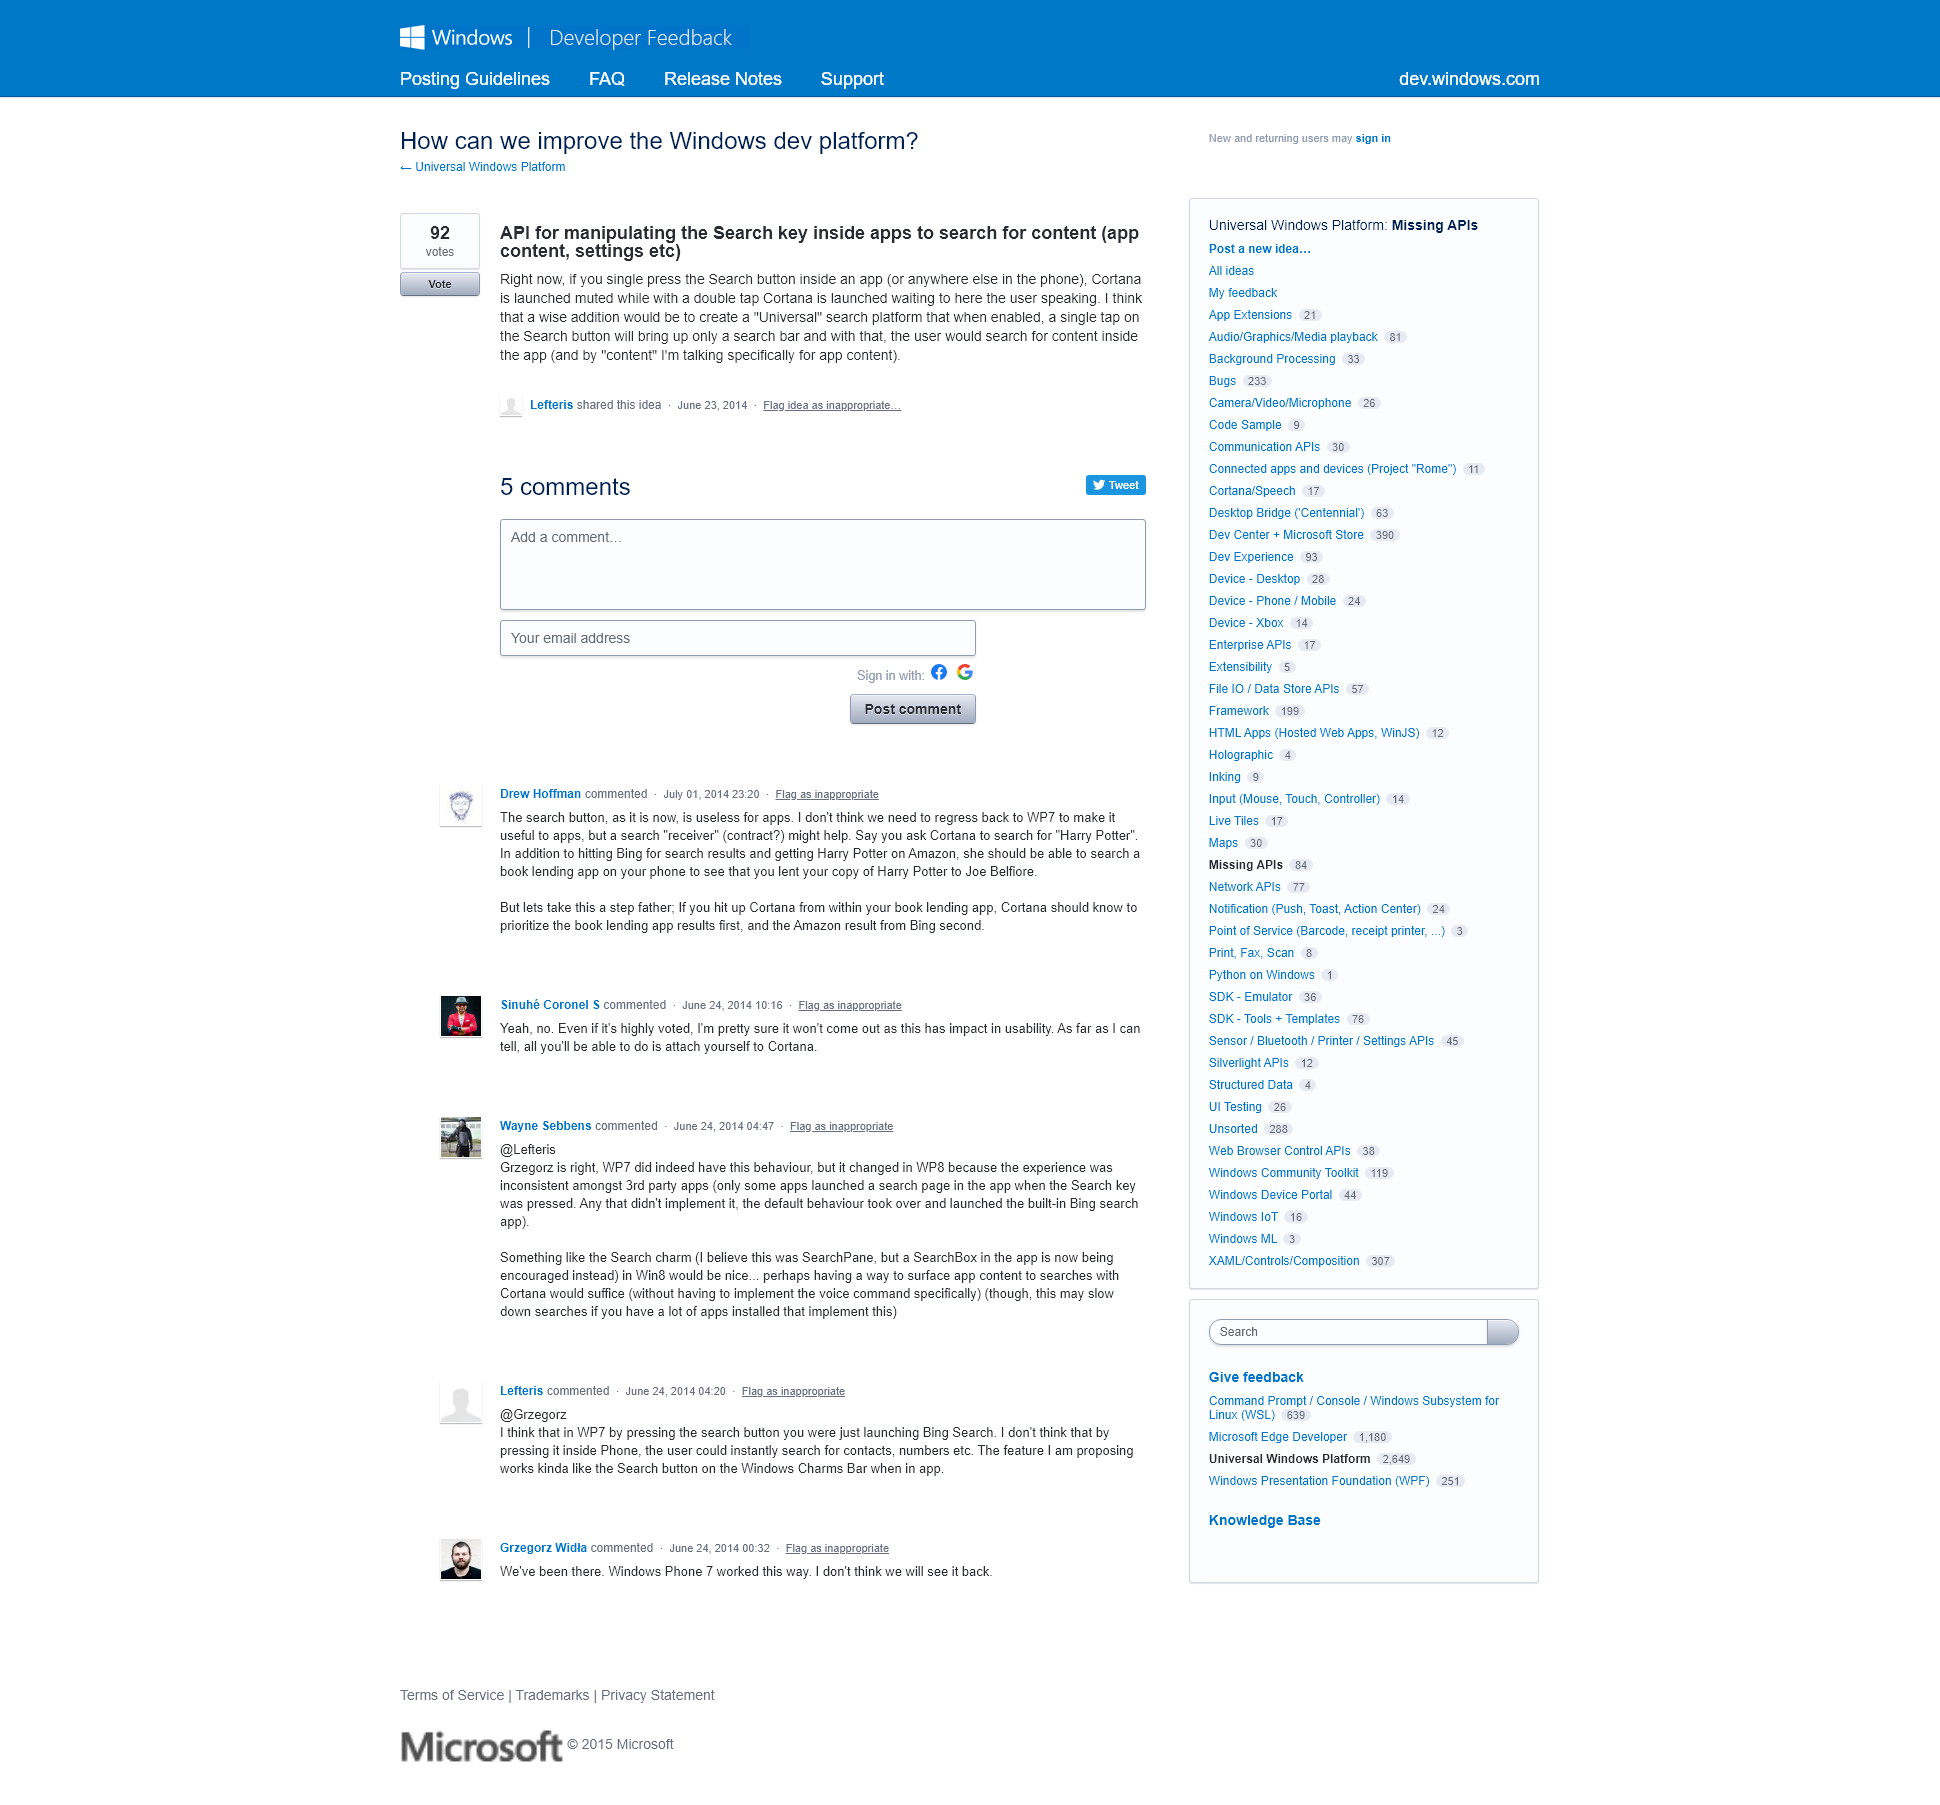 Windows | Developer Feedback
Posting Guidelines FAQ Release Notes Support dev.windows.com
How can we improve the Windows dev platform?
← Universal Windows Platform
New and returning users may sign in
92
votes
Vote
API for manipulating the Search key inside apps to search for content (app
content, settings etc)
Right now, if you single press the Search button inside an app (or anywhere else in the phone), Cortana
is launched muted while with a double tap Cortana is launched waiting to here the user speaking. I think
that a wise addition would be to create a "Universal" search platform that when enabled, a single tap on
the Search button will bring up only a search bar and with that, the user would search for content inside
the app (and by "content" I'm talking specifically for app content).
Lefteris shared this idea · June 23, 2014 · Flag idea as inappropriate…
5 comments
Tweet
Add a comment…
Your email address
Sign in with:
Post comment
Drew Hoffman commented · July 01, 2014 23:20 · Flag as inappropriate
The search button, as it is now, is useless for apps. I don't think we need to regress back to WP7 to make it
useful to apps, but a search "receiver" (contract?) might help. Say you ask Cortana to search for "Harry Potter".
In addition to hitting Bing for search results and getting Harry Potter on Amazon, she should be able to search a
book lending app on your phone to see that you lent your copy of Harry Potter to Joe Belfiore.
But lets take this a step father; If you hit up Cortana from within your book lending app, Cortana should know to
prioritize the book lending app results first, and the Amazon result from Bing second.
Sinuhé Coronel S commented · June 24, 2014 10:16 · Flag as inappropriate
Yeah, no. Even if it's highly voted, I'm pretty sure it won't come out as this has impact in usability. As far as I can
tell, all you'll be able to do is attach yourself to Cortana.
Wayne Sebbens commented · June 24, 2014 04:47 · Flag as inappropriate
@Lefteris
Grzegorz is right, WP7 did indeed have this behaviour, but it changed in WP8 because the experience was
inconsistent amongst 3rd party apps (only some apps launched a search page in the app when the Search key
was pressed. Any that didn't implement it, the default behaviour took over and launched the built-in Bing search
app).
Something like the Search charm (I believe this was SearchPane, but a SearchBox in the app is now being
encouraged instead) in Win8 would be nice... perhaps having a way to surface app content to searches with
Cortana would suffice (without having to implement the voice command specifically) (though, this may slow
down searches if you have a lot of apps installed that implement this)
Lefteris commented · June 24, 2014 04:20 · Flag as inappropriate
@Grzegorz
I think that in WP7 by pressing the search button you were just launching Bing Search. I don't think that by
pressing it inside Phone, the user could instantly search for contacts, numbers etc. The feature I am proposing
works kinda like the Search button on the Windows Charms Bar when in app.
Grzegorz Widła commented · June 24, 2014 00:32 · Flag as inappropriate
We've been there. Windows Phone 7 worked this way. I don't think we will see it back.
Universal Windows Platform: Missing APIs
Post a new idea…
All ideas
My feedback
App Extensions 21
Audio/Graphics/Media playback 81
Background Processing 33
Bugs 233
Camera/Video/Microphone 26
Code Sample 9
Communication APIs 30
Connected apps and devices (Project "Rome") 11
Cortana/Speech 17
Desktop Bridge ('Centennial') 63
Dev Center + Microsoft Store 390
Dev Experience 93
Device - Desktop 28
Device - Phone / Mobile 24
Device - Xbox 14
Enterprise APIs 17
Extensibility 5
File IO / Data Store APIs 57
Framework 199
HTML Apps (Hosted Web Apps, WinJS) 12
Holographic 4
Inking 9
Input (Mouse, Touch, Controller) 14
Live Tiles 17
Maps 30
Missing APIs 84
Network APIs 77
Notification (Push, Toast, Action Center) 24
Point of Service (Barcode, receipt printer, ...) 3
Print, Fax, Scan 8
Python on Windows 1
SDK - Emulator 36
SDK - Tools + Templates 76
Sensor / Bluetooth / Printer / Settings APIs 45
Silverlight APIs 12
Structured Data 4
UI Testing 26
Unsorted 288
Web Browser Control APIs 38
Windows Community Toolkit 119
Windows Device Portal 44
Windows IoT 16
Windows ML 3
XAML/Controls/Composition 307
Search
Give feedback
Command Prompt / Console / Windows Subsystem for
Linux (WSL) 639
Microsoft Edge Developer 1,180
Universal Windows Platform 2,649
Windows Presentation Foundation (WPF) 251
Knowledge Base
Terms of Service | Trademarks | Privacy Statement
Microsoft © 2015 Microsoft